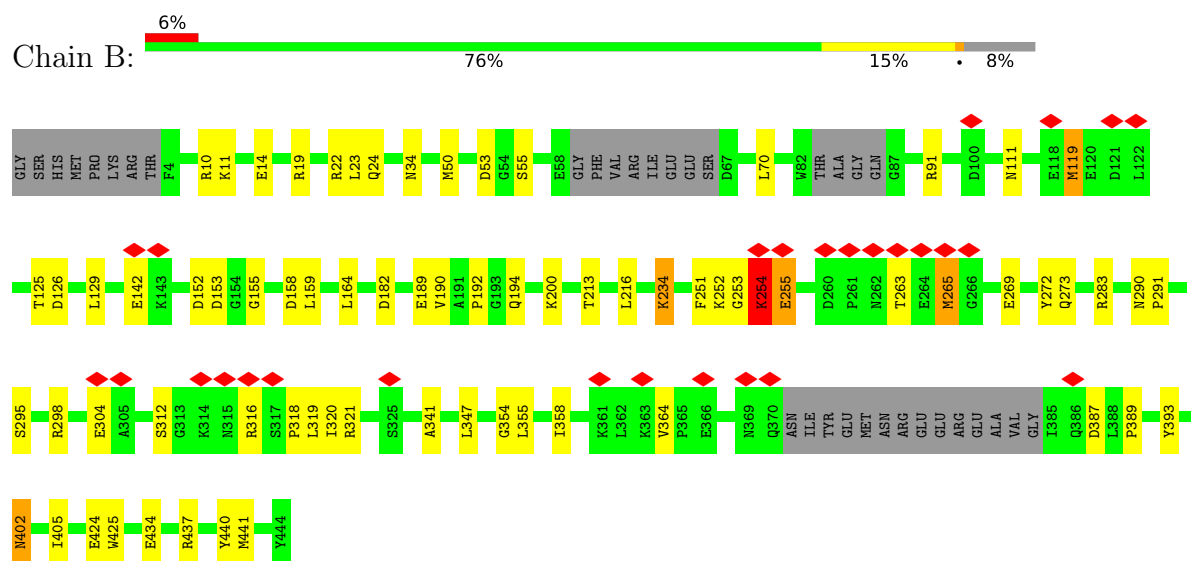 6%
Chain B:
76% 15% • 8%
GLY SER HIS MET PRO LYS ARG THR F4 R10 K11 E14 R19 R22 L23 Q24 N34 M50 D53 G54 S55 E58 GLY PHE VAL ARG ILE GLU GLU SER D67 L70 W82 THR ALA GLY GLN G87 R91 D100 N111 E118 M119 E120 D121 L122
T125 D126 L129 E142 K143 D152 D153 G154 G155 D158 L159 L164 D182 E189 V190 A191 P192 G193 Q194 K200 T213 L216 K234 F251 K252 G253 K254 E255 D260 P261 N262 T263 E264 M265 G266 E269 Y272 Q273 R283 N290 P291
S295 R298 E304 A305 S312 G313 K314 N315 R316 S317 P318 L319 I320 R321 S325 A341 L347 G354 L355 I358 K361 L362 K363 V364 P365 E366 N369 Q370 ASN ILE TYR GLU MET ASN ARG GLU GLU ARG GLU ALA VAL GLY I385 Q386 D387 L388 P389 Y393
N402 I405 E424 W425 E434 R437 Y440 M441 Y444